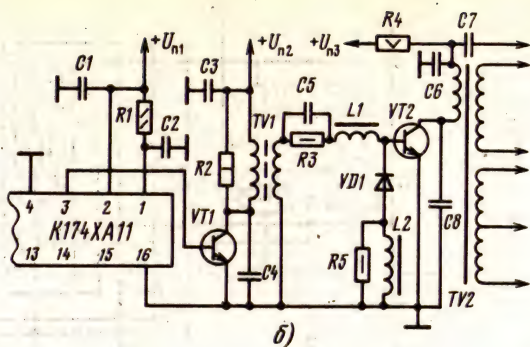 +Uп1 +Uп2 +Uп3 R4 C7
C1 C3 C5 L1 VT2 C6
R1 C2 TV1
R2 R3
4 3 2 1 VT1 VD1
К174ХА11 L2 C8
13 14 15 16 C4 R5 TV2
б)